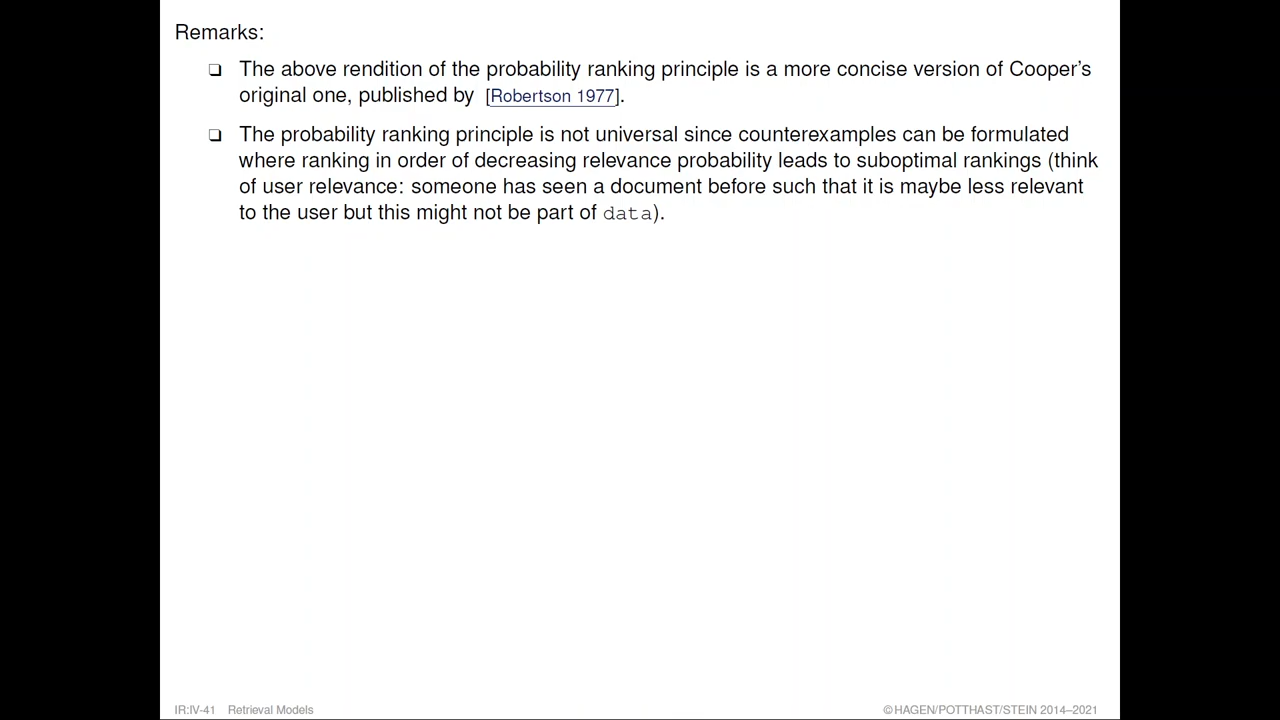 Remarks:
❑ The above rendition of the probability ranking principle is a more concise version of Cooper's
original one, published by [Robertson 1977].
❑ The probability ranking principle is not universal since counterexamples can be formulated
where ranking in order of decreasing relevance probability leads to suboptimal rankings (think
of user relevance: someone has seen a document before such that it is maybe less relevant
to the user but this might not be part of data).
IR:IV-41 Retrieval Models
©HAGEN/POTTHAST/STEIN 2014–2021